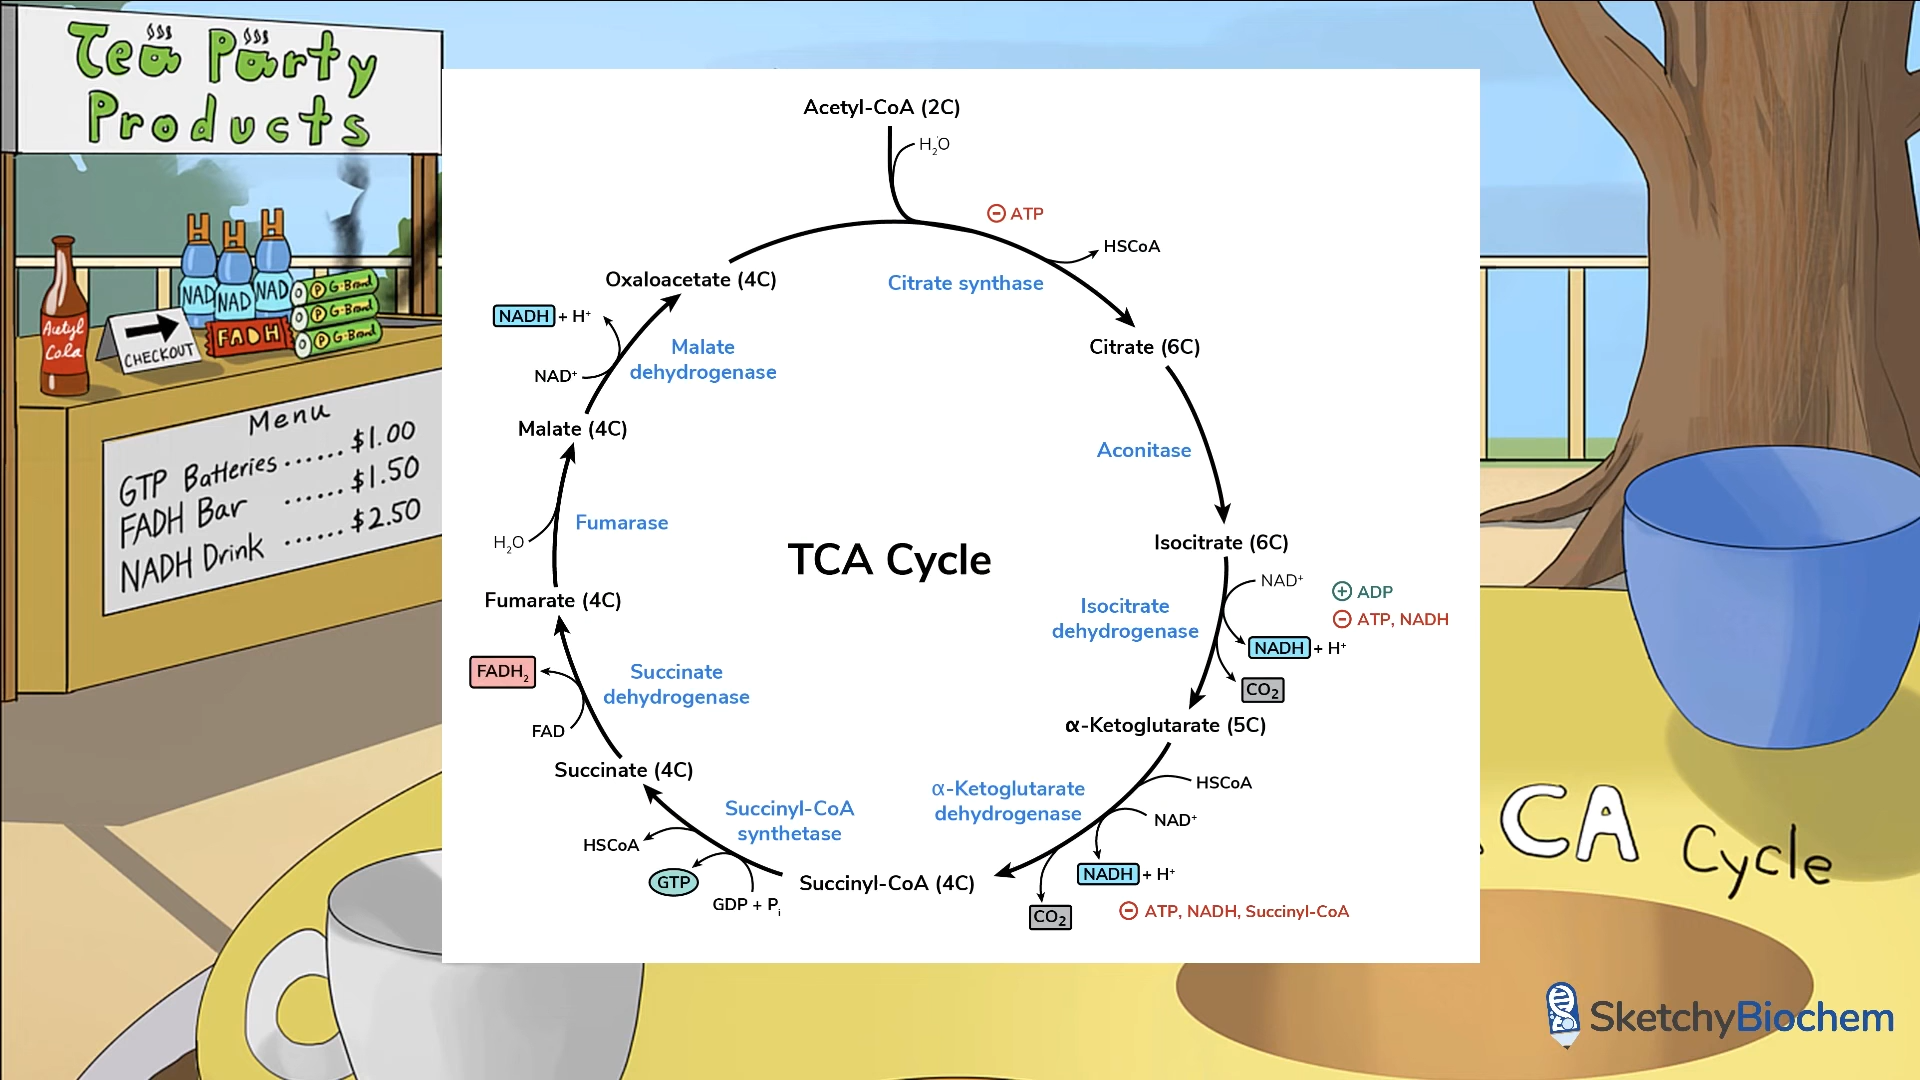 Tea Party
Products
Acetyl
Cola
CHECKOUT
NAD
NAD
NAD
FADH
P G-Brand
P G-Brand
P G-Brand
Menu
GTP Batteries ...... $1.00
FADH Bar ...... $1.50
NADH Drink ...... $2.50
Acetyl-CoA (2C)
H₂O
⊖ ATP
HSCoA
Citrate synthase
Oxaloacetate (4C)
NADH + H⁺
NAD⁺
Malate
dehydrogenase
Citrate (6C)
Malate (4C)
Aconitase
Fumarase
H₂O
TCA Cycle
Isocitrate (6C)
NAD⁺
⊕ ADP
⊖ ATP, NADH
Isocitrate
dehydrogenase
NADH + H⁺
CO₂
Fumarate (4C)
FADH₂
FAD
Succinate
dehydrogenase
α-Ketoglutarate (5C)
Succinate (4C)
HSCoA
NAD⁺
α-Ketoglutarate
dehydrogenase
NADH + H⁺
CO₂
⊖ ATP, NADH, Succinyl-CoA
Succinyl-CoA
synthetase
HSCoA
GTP
GDP + Pᵢ
Succinyl-CoA (4C)
CA Cycle
SketchyBiochem